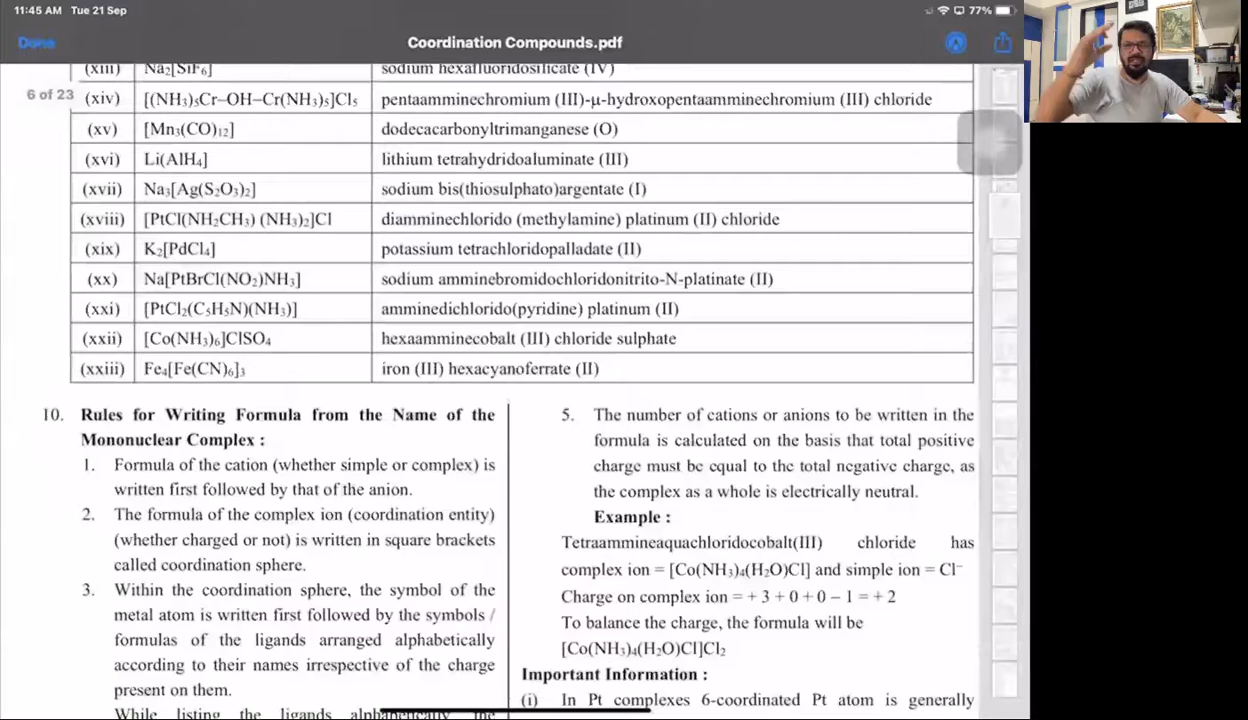 11:45 AM Tue 21 Sep
77%
Done
Coordination Compounds.pdf
6 of 23
(xiii) Na₂[SiF₆] sodium hexafluoridosilicate (IV)
(xiv) [(NH₃)₅Cr–OH–Cr(NH₃)₅]Cl₅ pentaamminechromium (III)-μ-hydroxopentaamminechromium (III) chloride
(xv) [Mn₃(CO)₁₂] dodecacarbonyltrimanganese (O)
(xvi) Li(AlH₄] lithium tetrahydridoaluminate (III)
(xvii) Na₃[Ag(S₂O₃)₂] sodium bis(thiosulphato)argentate (I)
(xviii) [PtCl(NH₂CH₃) (NH₃)₂]Cl diamminechlorido (methylamine) platinum (II) chloride
(xix) K₂[PdCl₄] potassium tetrachloridopalladate (II)
(xx) Na[PtBrCl(NO₂)NH₃] sodium amminebromidochloridonitrito-N-platinate (II)
(xxi) [PtCl₂(C₅H₅N)(NH₃)] amminedichlorido(pyridine) platinum (II)
(xxii) [Co(NH₃)₆]ClSO₄ hexaamminecobalt (III) chloride sulphate
(xxiii) Fe₄[Fe(CN)₆]₃ iron (III) hexacyanoferrate (II)
10. Rules for Writing Formula from the Name of the
Mononuclear Complex :
1. Formula of the cation (whether simple or complex) is
written first followed by that of the anion.
2. The formula of the complex ion (coordination entity)
(whether charged or not) is written in square brackets
called coordination sphere.
3. Within the coordination sphere, the symbol of the
metal atom is written first followed by the symbols /
formulas of the ligands arranged alphabetically
according to their names irrespective of the charge
present on them.
While listing the ligands alphabetically the
5. The number of cations or anions to be written in the
formula is calculated on the basis that total positive
charge must be equal to the total negative charge, as
the complex as a whole is electrically neutral.
Example :
Tetraammineaquachloridocobalt(III) chloride has
complex ion = [Co(NH₃)₄(H₂O)Cl] and simple ion = Cl⁻
Charge on complex ion = + 3 + 0 + 0 – 1 = + 2
To balance the charge, the formula will be
[Co(NH₃)₄(H₂O)Cl]Cl₂
Important Information :
(i) In Pt complexes 6-coordinated Pt atom is generally